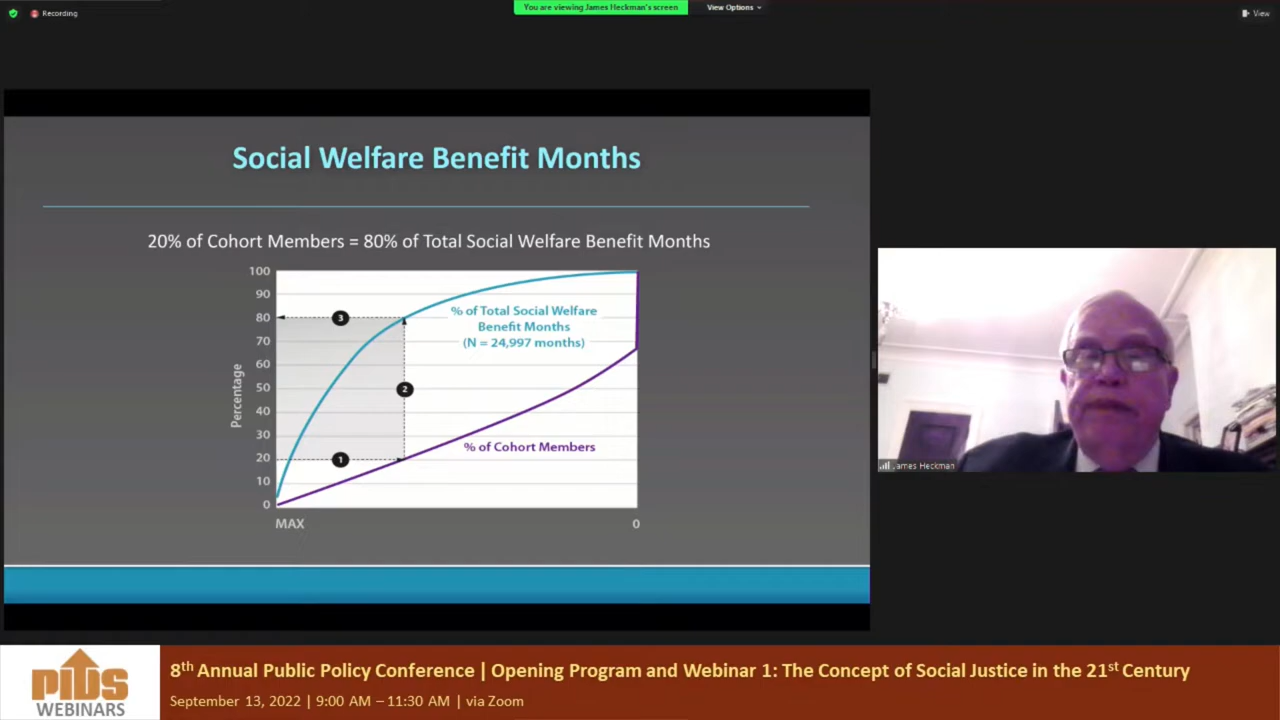 Recording
You are viewing James Heckman's screen
View Options
View
Social Welfare Benefit Months
20% of Cohort Members = 80% of Total Social Welfare Benefit Months
Percentage
100
90
80
70
60
50
40
30
20
10
0
3
2
1
% of Total Social Welfare
Benefit Months
(N = 24,997 months)
% of Cohort Members
MAX
0
James Heckman
PIDS
WEBINARS
8th Annual Public Policy Conference | Opening Program and Webinar 1: The Concept of Social Justice in the 21st Century
September 13, 2022 | 9:00 AM – 11:30 AM | via Zoom